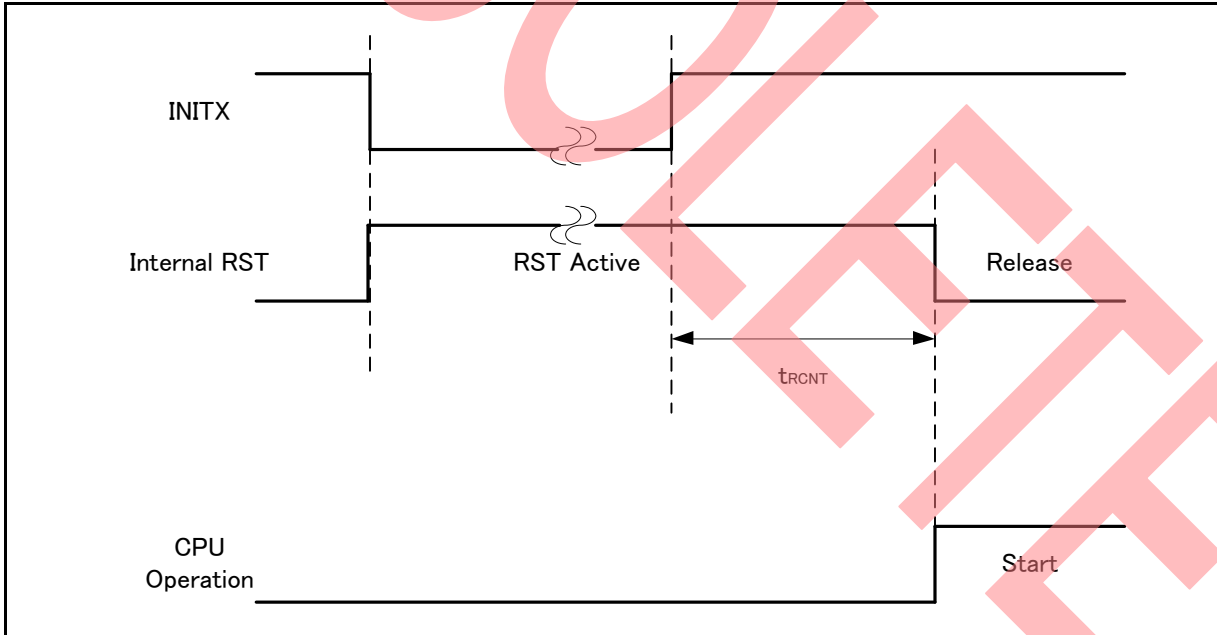 INITX
Internal RST
RST Active
Release
tRCNT
CPU
Operation
Start